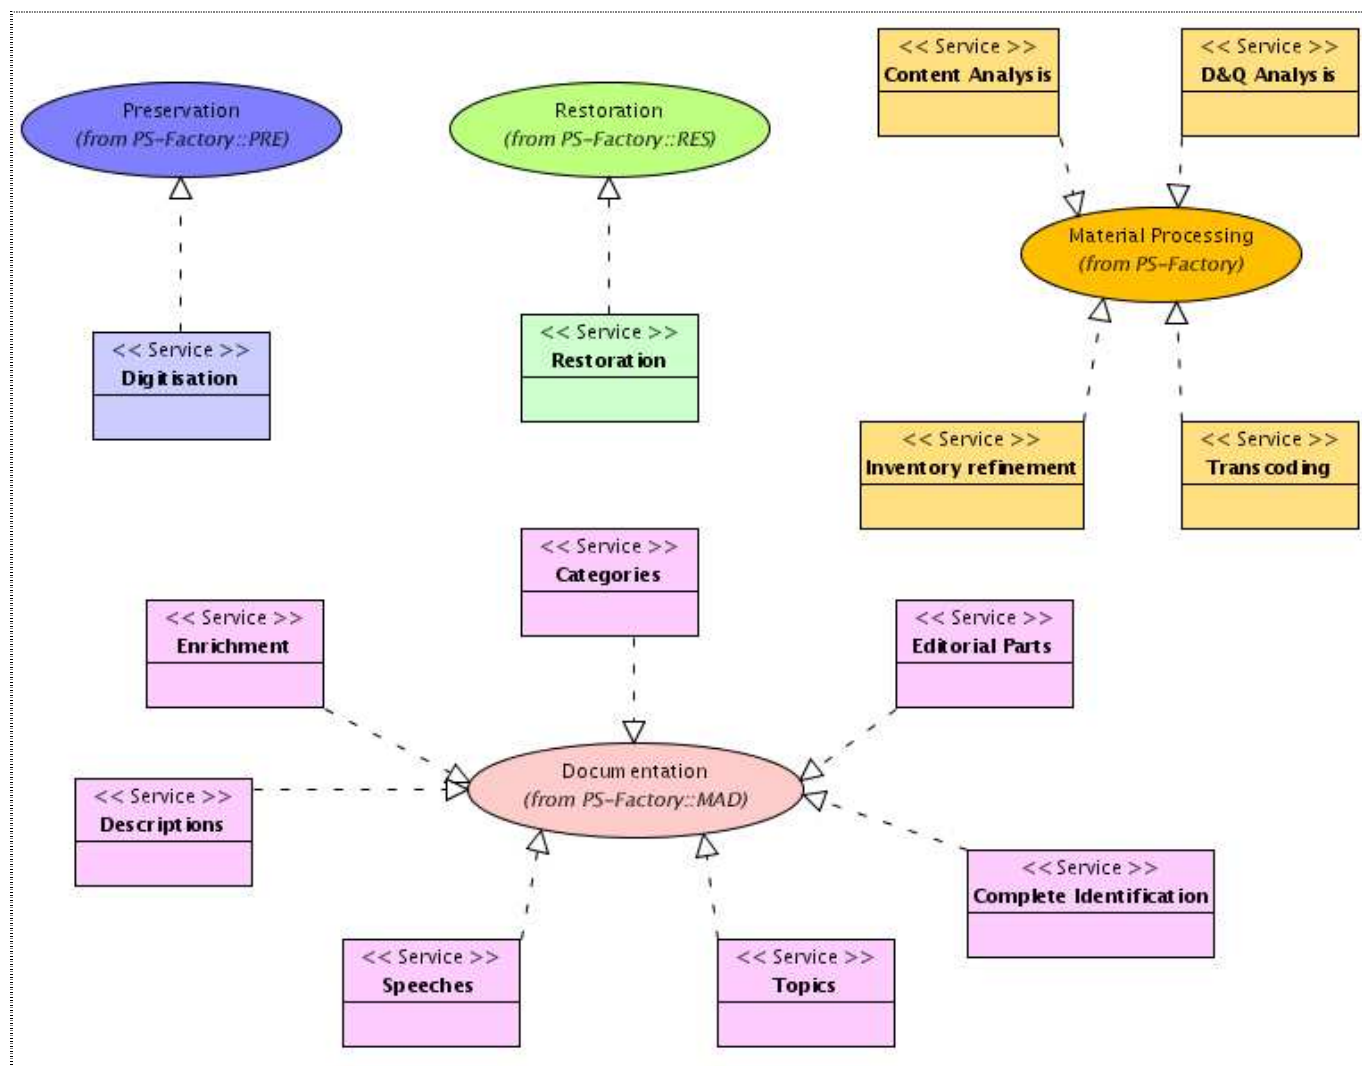 << Service >>
Content Analysis
<< Service >>
D&Q Analysis
Preservation
(from PS-Factory::PRE)
Restoration
(from PS-Factory::RES)
Material Processing
(from PS-Factory)
<< Service >>
Digitisation
<< Service >>
Restoration
<< Service >>
Inventory refinement
<< Service >>
Transcoding
<< Service >>
Categories
<< Service >>
Enrichment
<< Service >>
Editorial Parts
Documentation
(from PS-Factory::MAD)
<< Service >>
Descriptions
<< Service >>
Complete Identification
<< Service >>
Speeches
<< Service >>
Topics